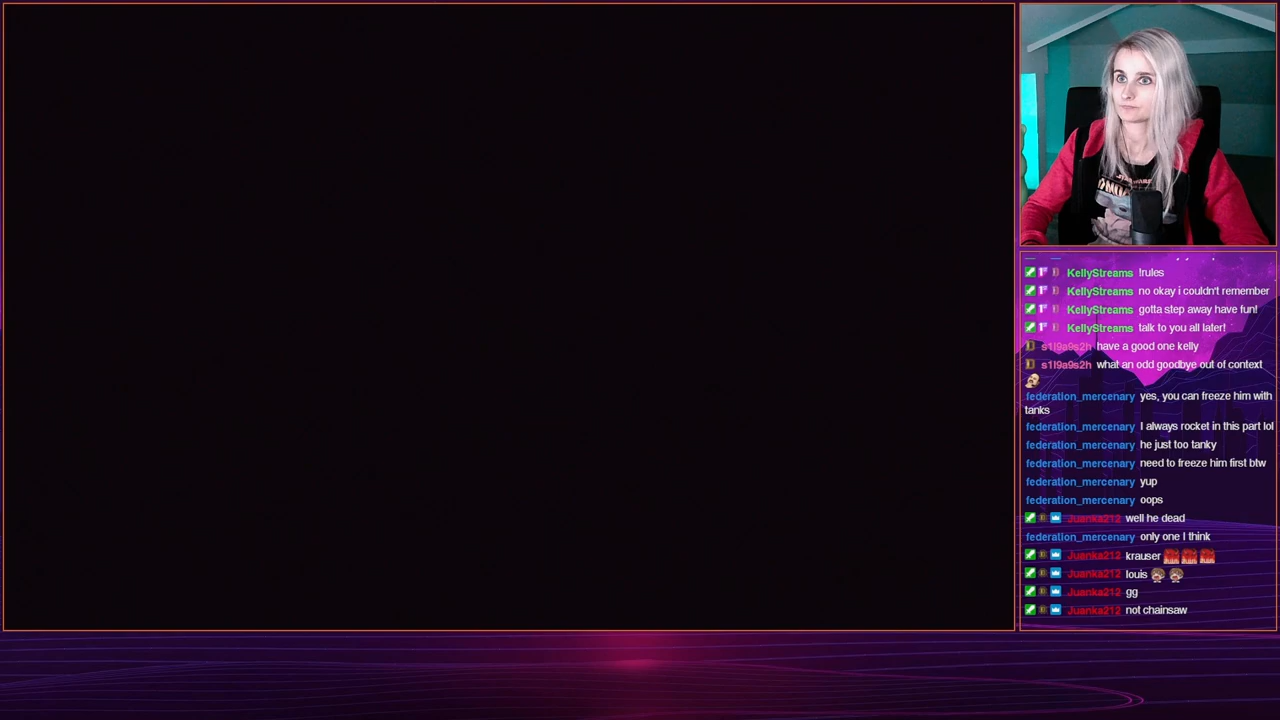 KellyStreams !rules
KellyStreams no okay i couldn't remember
KellyStreams gotta step away have fun!
KellyStreams talk to you all later!
s1l9a9s2h have a good one kelly
s1l9a9s2h what an odd goodbye out of context
federation_mercenary yes, you can freeze him with
tanks
federation_mercenary I always rocket in this part lol
federation_mercenary he just too tanky
federation_mercenary need to freeze him first btw
federation_mercenary yup
federation_mercenary oops
Juanka212 well he dead
federation_mercenary only one I think
Juanka212 krauser
Juanka212 louis
Juanka212 gg
Juanka212 not chainsaw